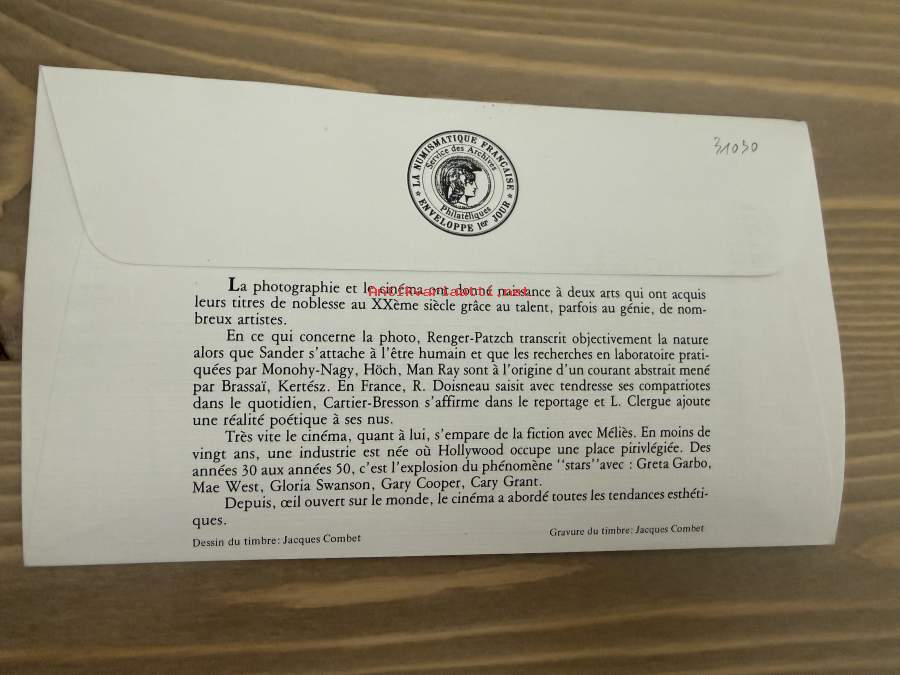 LA NUMISMATIQUE FRANÇAISE
Service des Archives
Philatéliques
* ENVELOPPE 1er JOUR *
31030
La photographie et le cinéma ont donné naissance à deux arts qui ont acquis
Antikvariaatti.net
leurs titres de noblesse au XXème siècle grâce au talent, parfois au génie, de nom-
breux artistes.
En ce qui concerne la photo, Renger-Patzch transcrit objectivement la nature
alors que Sander s'attache à l'être humain et que les recherches en laboratoire prati-
quées par Monohy-Nagy, Höch, Man Ray sont à l'origine d'un courant abstrait mené
par Brassaï, Kertész. En France, R. Doisneau saisit avec tendresse ses compatriotes
dans le quotidien, Cartier-Bresson s'affirme dans le reportage et L. Clergue ajoute
une réalité poétique à ses nus.
Très vite le cinéma, quant à lui, s'empare de la fiction avec Méliès. En moins de
vingt ans, une industrie est née où Hollywood occupe une place pirivlégiée. Des
années 30 aux années 50, c'est l'explosion du phénomène "stars"avec : Greta Garbo,
Mae West, Gloria Swanson, Gary Cooper, Cary Grant.
Depuis, œil ouvert sur le monde, le cinéma a abordé toutes les tendances esthéti-
ques.
Dessin du timbre: Jacques Combet
Gravure du timbre: Jacques Combet